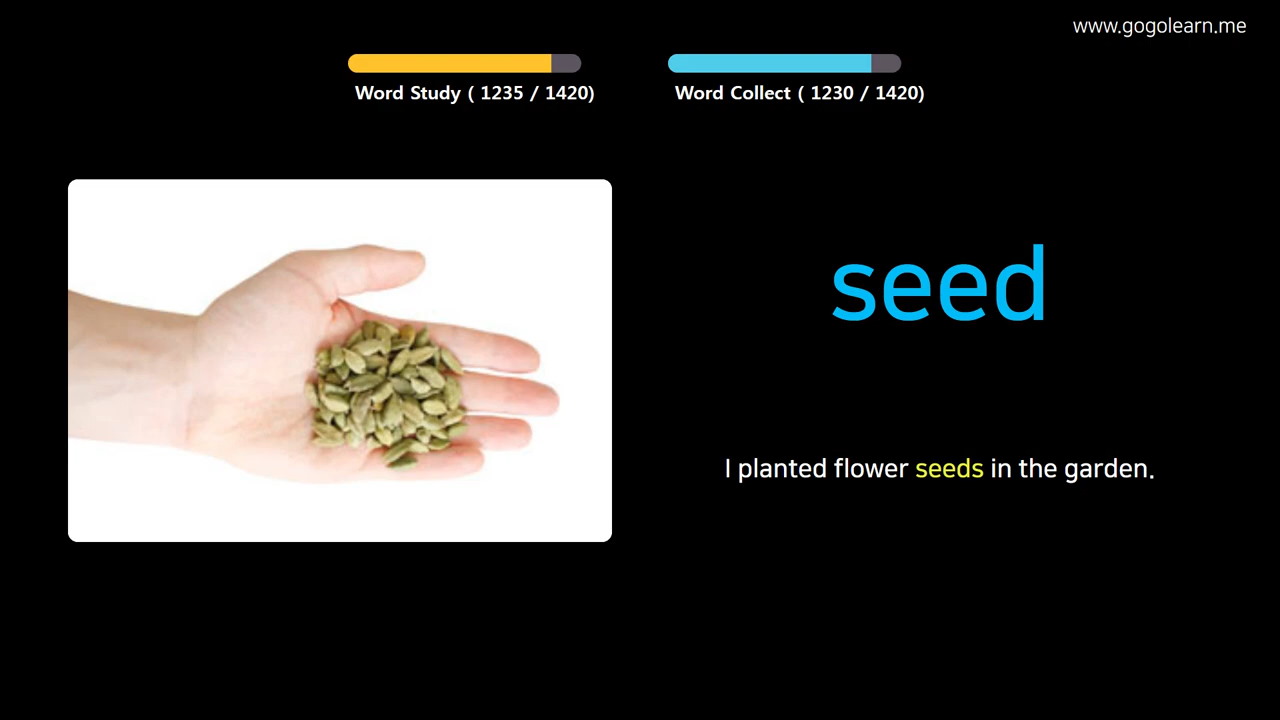 www.gogolearn.me
Word Study ( 1235 / 1420)
Word Collect ( 1230 / 1420)
seed
I planted flower seeds in the garden.